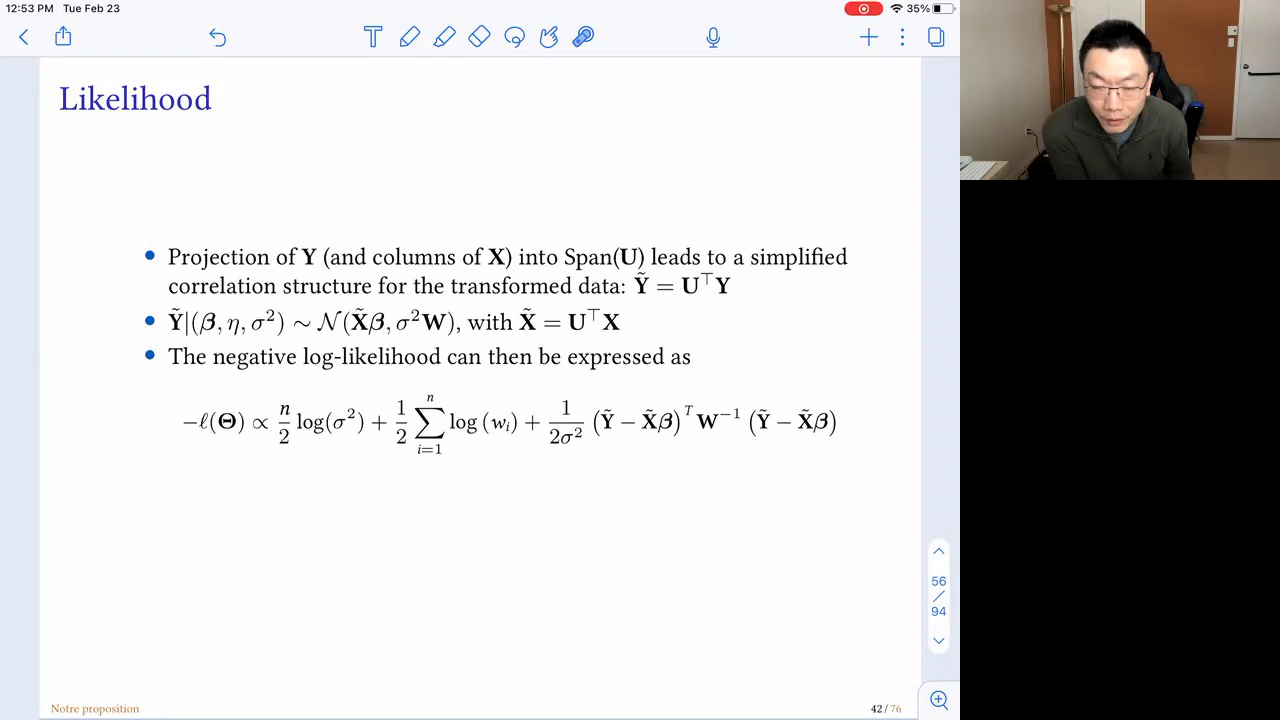 12:53 PM Tue Feb 23
35%
Likelihood
• Projection of Y (and columns of X) into Span(U) leads to a simplified
correlation structure for the transformed data: Ỹ = U⊤Y
• Ỹ|(β, η, σ²) ∼ N(X̃β, σ²W), with X̃ = U⊤X
• The negative log-likelihood can then be expressed as
−ℓ(Θ) ∝ n/2 log(σ²) + 1/2 ∑_{i=1}^{n} log (w_i) + 1/(2σ²) (Ỹ − X̃β)^T W⁻¹ (Ỹ − X̃β)
56
/
94
Notre proposition
42 / 76